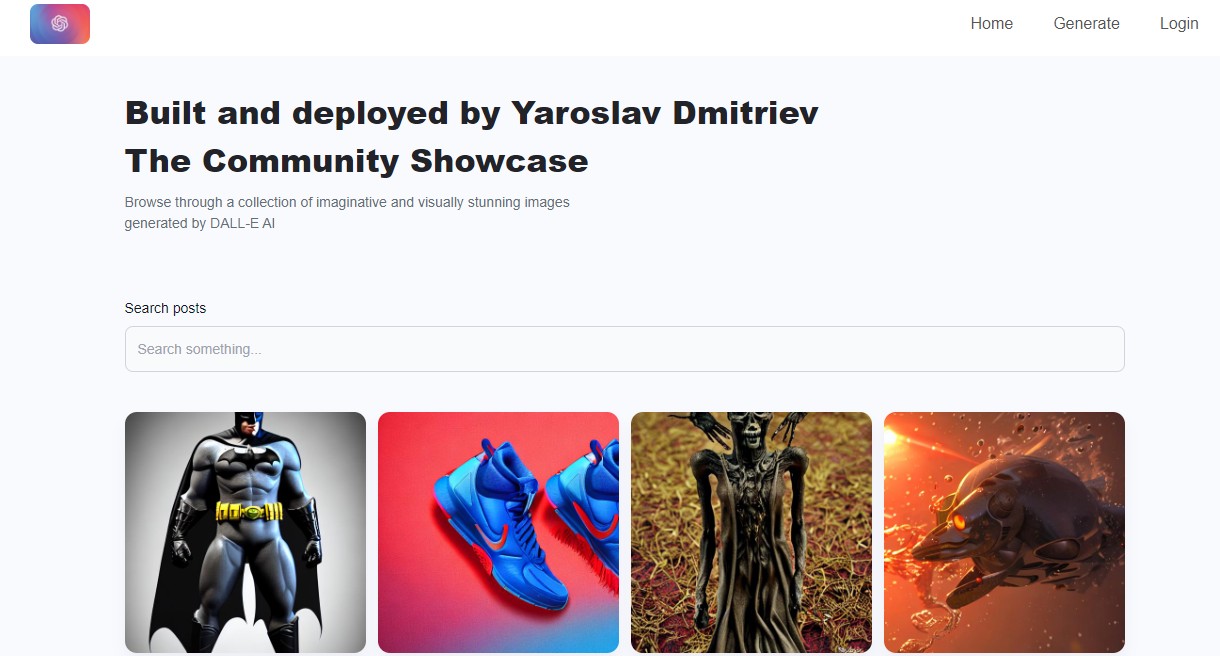 Home Generate Login
Built and deployed by Yaroslav Dmitriev
The Community Showcase
Browse through a collection of imaginative and visually stunning images
generated by DALL-E AI
Search posts
Search something...